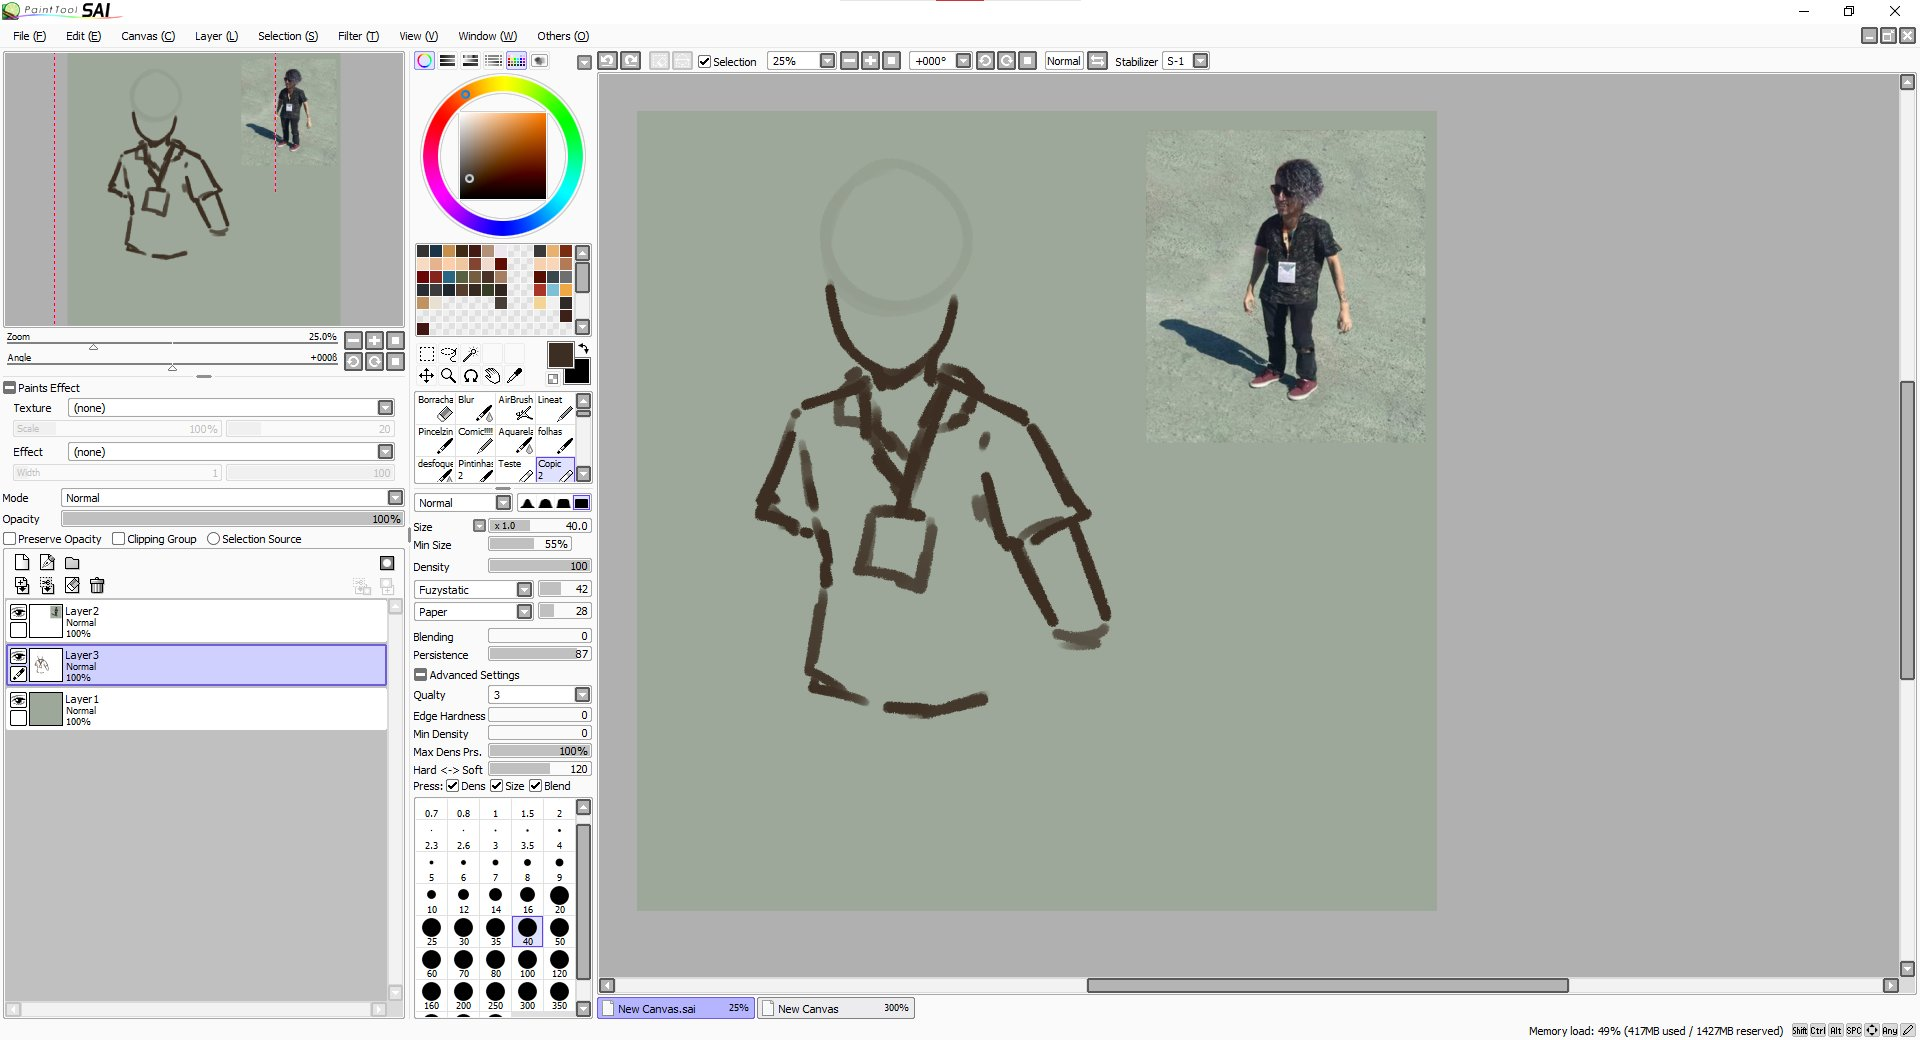 PaintTool SAI
File (F) Edit (E) Canvas (C) Layer (L) Selection (S) Filter (T) View (V) Window (W) Others (O)
Selection 25% +000° Normal Stabilizer S-1
Zoom 25.0%
Angle +000ß
Paints Effect
Texture (none)
Scale 100% 20
Effect (none)
Width 1 100
Mode Normal
Opacity 100%
Preserve Opacity Clipping Group Selection Source
Layer2
Normal
100%
Layer3
Normal
100%
Layer1
Normal
100%
Borracha Blur AirBrush Lineat
Pincelzin Comic!!!! Aquarela folhas
desfoque Pintinhas 2 Teste Copic 2
Normal
Size x 1.0 40.0
Min Size 55%
Density 100
Fuzystatic 42
Paper 28
Blending 0
Persistence 87
Advanced Settings
Qualty 3
Edge Hardness 0
Min Density 0
Max Dens Prs. 100%
Hard <-> Soft 120
Press: Dens Size Blend
0.7 0.8 1 1.5 2
2.3 2.6 3 3.5 4
5 6 7 8 9
10 12 14 16 20
25 30 35 40 50
60 70 80 100 120
160 200 250 300 350
New Canvas.sai 25% New Canvas 300%
Memory load: 49% (417MB used / 1427MB reserved) Shift Ctrl Alt SPC Any